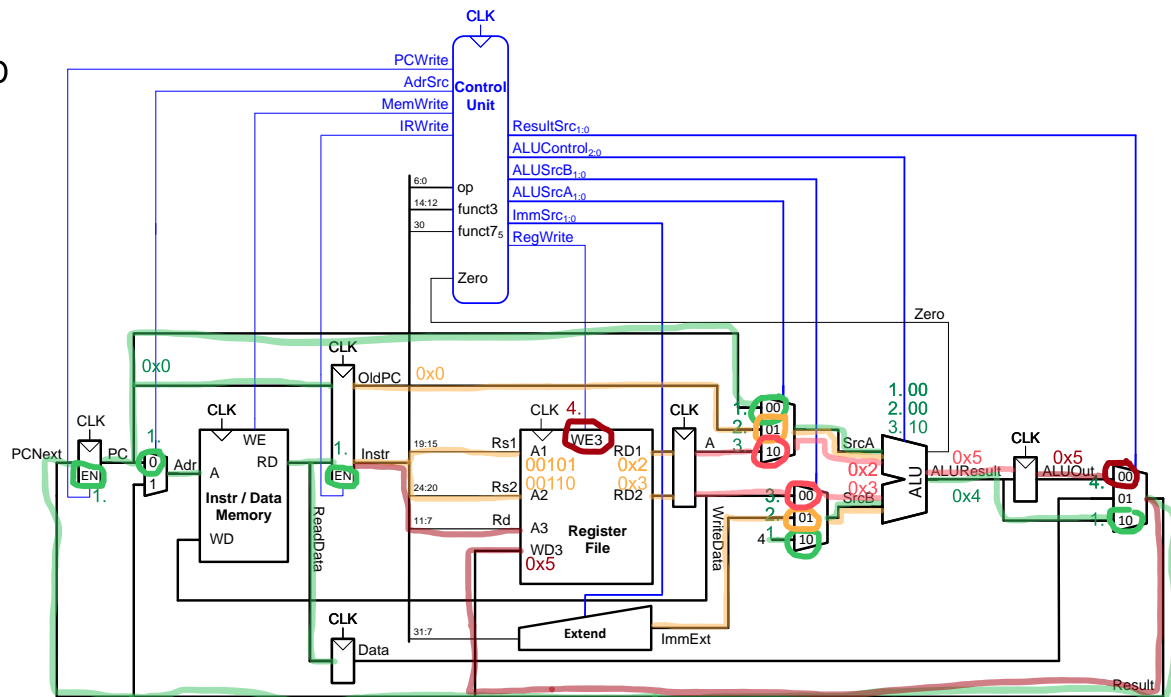 CLK
PCWrite
AdrSrc
MemWrite
IRWrite
Control
Unit
ResultSrc1:0
ALUControl2:0
ALUSrcB1:0
ALUSrcA1:0
ImmSrc1:0
RegWrite
6:0 op
14:12 funct3
30 funct75
Zero
Zero
CLK
0x0
OldPC 0x0
1. 00
2. 00
3. 10
CLK
CLK
CLK 4.
CLK
1. 00
2. 01
3. 10
CLK
PCNext
EN
1.
PC
1.
0
1
Adr
WE
A
RD
Instr / Data
Memory
WD
1.
Instr
EN
19:15 Rs1
24:20 Rs2
11:7 Rd
WE3
A1
00101
00110
A2
A3
WD3
0x5
RD1
0x2
0x3
RD2
Register
File
A
WriteData
3. 00
2. 01
1
4 10
SrcA
0x2
0x3
SrcB
ALU
0x5
ALUResult
0x4
0x5
ALUOut
00
4.
01
1. 10
ReadData
CLK
Data
31:7
Extend
ImmExt
Result